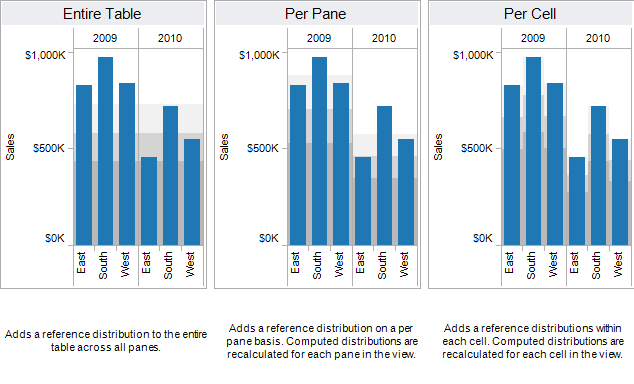 Entire Table
2009 2010
$1,000K
$500K
$0K
Sales
East South West East South West
Adds a reference distribution to the entire
table across all panes.
Per Pane
2009 2010
$1,000K
$500K
$0K
Sales
East South West East South West
Adds a reference distribution on a per
pane basis. Computed distributions are
recalculated for each pane in the view.
Per Cell
2009 2010
$1,000K
$500K
$0K
Sales
East South West East South West
Adds a reference distributions within
each cell. Computed distributions are
recalculated for each cell in the view.